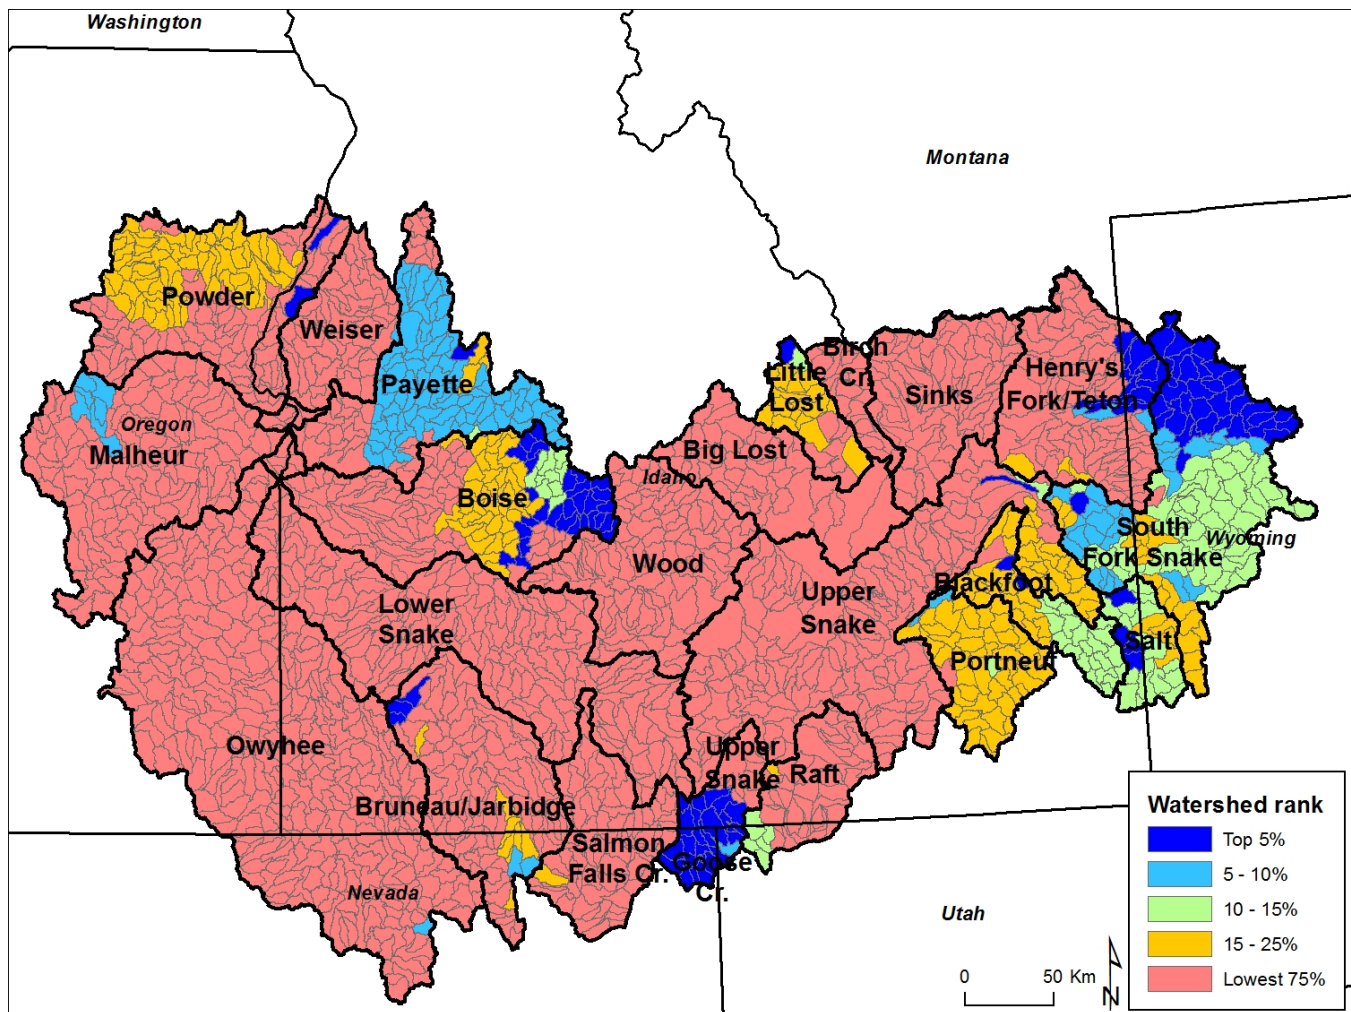 Washington
Montana
Powder
Weiser
Payette
Oregon
Malheur
Boise
Birch
Cr.
Little
Lost
Sinks
Henry's
Fork/Teton
Big Lost
Idaho
Wood
South
Fork Snake
Wyoming
Blackfoot
Lower
Snake
Upper
Snake
Salt
Portneuf
Owyhee
Upper
Snake
Raft
Bruneau/Jarbidge
Salmon
Falls Cr.
Goose
Cr.
Nevada
Utah
0 50 Km
N
Watershed rank
Top 5%
5 - 10%
10 - 15%
15 - 25%
Lowest 75%